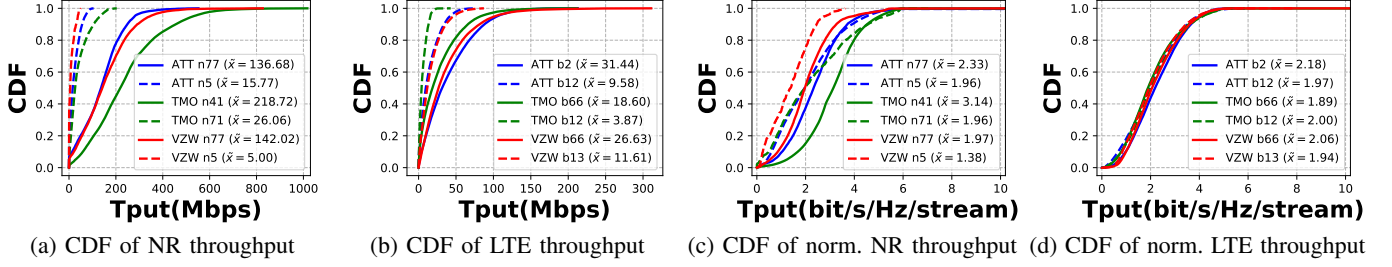 CDF
1.0
0.8
0.6
0.4
0.2
0.0
ATT n77 (x̃ = 136.68)
ATT n5 (x̃ = 15.77)
TMO n41 (x̃ = 218.72)
TMO n71 (x̃ = 26.06)
VZW n77 (x̃ = 142.02)
VZW n5 (x̃ = 5.00)
0 200 400 600 800 1000
Tput(Mbps)
(a) CDF of NR throughput
CDF
1.0
0.8
0.6
0.4
0.2
0.0
ATT b2 (x̃ = 31.44)
ATT b12 (x̃ = 9.58)
TMO b66 (x̃ = 18.60)
TMO b12 (x̃ = 3.87)
VZW b66 (x̃ = 26.63)
VZW b13 (x̃ = 11.61)
0 50 100 150 200 250 300
Tput(Mbps)
(b) CDF of LTE throughput
CDF
1.0
0.8
0.6
0.4
0.2
0.0
ATT n77 (x̃ = 2.33)
ATT n5 (x̃ = 1.96)
TMO n41 (x̃ = 3.14)
TMO n71 (x̃ = 1.96)
VZW n77 (x̃ = 1.97)
VZW n5 (x̃ = 1.38)
0 2 4 6 8 10
Tput(bit/s/Hz/stream)
(c) CDF of norm. NR throughput
CDF
1.0
0.8
0.6
0.4
0.2
0.0
ATT b2 (x̃ = 2.18)
ATT b12 (x̃ = 1.97)
TMO b66 (x̃ = 1.89)
TMO b12 (x̃ = 2.00)
VZW b66 (x̃ = 2.06)
VZW b13 (x̃ = 1.94)
0 2 4 6 8 10
Tput(bit/s/Hz/stream)
(d) CDF of norm. LTE throughput